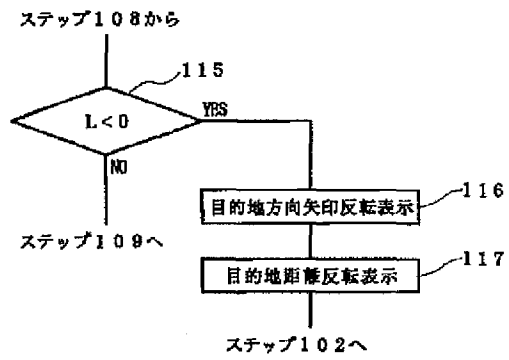 ステップ１０８から
１１５
L＜0
YES
NO
ステップ１０９へ
目的地方向矢印反転表示
１１６
目的地距離反転表示
１１７
ステップ１０２へ